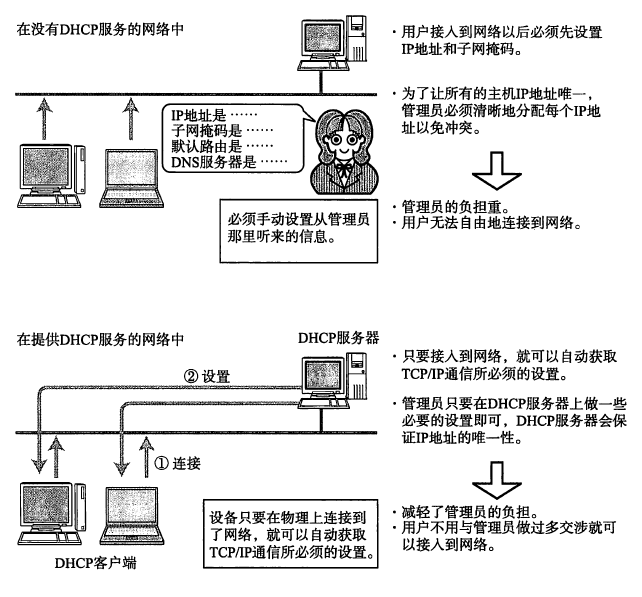 在没有DHCP服务的网络中
・用户接入到网络以后必须先设置
IP地址和子网掩码。
・为了让所有的主机IP地址唯一，
管理员必须清晰地分配每个IP地
址以免冲突。
IP地址是……
子网掩码是……
默认路由是……
DNS服务器是……
必须手动设置从管理员
那里听来的信息。
・管理员的负担重。
・用户无法自由地连接到网络。
在提供DHCP服务的网络中
DHCP服务器
② 设置
① 连接
DHCP客户端
设备只要在物理上连接到
了网络，就可以自动获取
TCP/IP通信所必须的设置。
・只要接入到网络，就可以自动获取
TCP/IP通信所必须的设置。
・管理员只要在DHCP服务器上做一些
必要的设置即可，DHCP服务器会保
证IP地址的唯一性。
・减轻了管理员的负担。
・用户不用与管理员做过多交涉就可
以接入到网络。